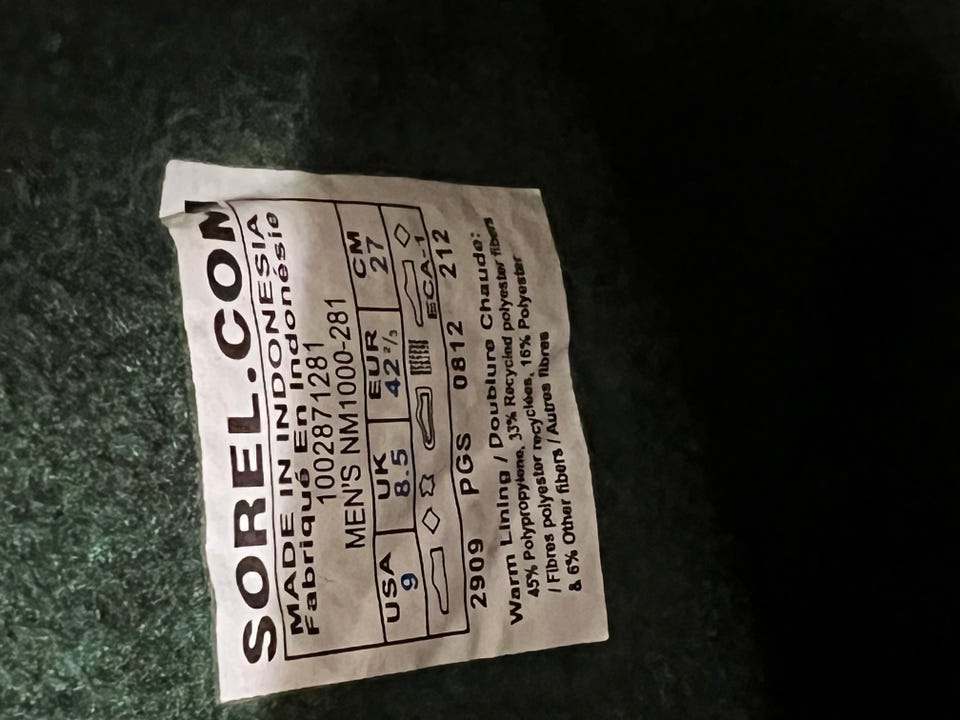 SOREL.COM
MADE IN INDONESIA
Fabriqué En Indonésie
1002871281
MEN'S NM1000-281
USA UK EUR CM
9 8.5 42 2/3 27
ECA-1
2909 PGS 0812 212
Warm Lining / Doublure Chaude:
45% Polypropylene, 33% Recycled polyester fibers
/ Fibres polyester recyclées, 16% Polyester
& 6% Other fibers / Autres fibres